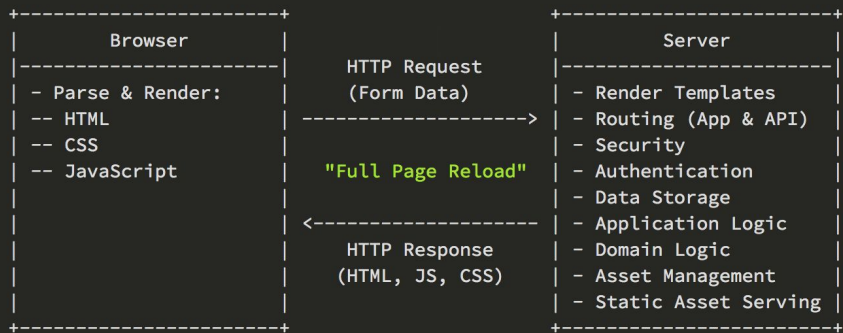 Browser
- Parse & Render:
-- HTML
-- CSS
-- JavaScript
HTTP Request
(Form Data)
"Full Page Reload"
HTTP Response
(HTML, JS, CSS)
Server
- Render Templates
- Routing (App & API)
- Security
- Authentication
- Data Storage
- Application Logic
- Domain Logic
- Asset Management
- Static Asset Serving